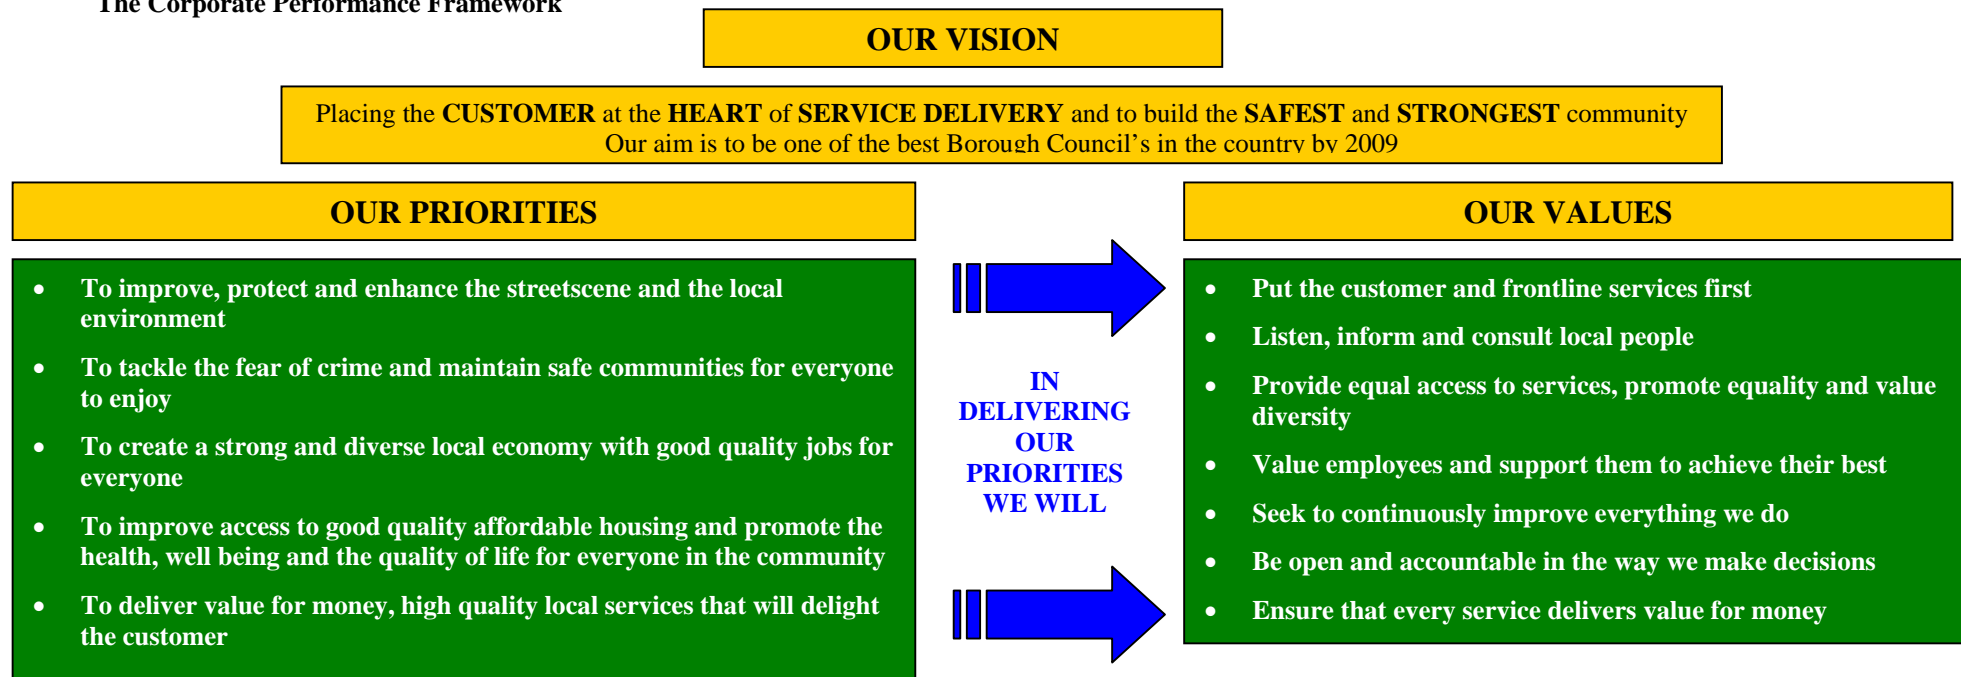 The Corporate Performance Framework
OUR VISION
Placing the CUSTOMER at the HEART of SERVICE DELIVERY and to build the SAFEST and STRONGEST community
Our aim is to be one of the best Borough Council's in the country by 2009
OUR PRIORITIES
• To improve, protect and enhance the streetscene and the local
environment
• To tackle the fear of crime and maintain safe communities for everyone
to enjoy
• To create a strong and diverse local economy with good quality jobs for
everyone
• To improve access to good quality affordable housing and promote the
health, well being and the quality of life for everyone in the community
• To deliver value for money, high quality local services that will delight
the customer
IN
DELIVERING
OUR
PRIORITIES
WE WILL
OUR VALUES
• Put the customer and frontline services first
• Listen, inform and consult local people
• Provide equal access to services, promote equality and value
diversity
• Value employees and support them to achieve their best
• Seek to continuously improve everything we do
• Be open and accountable in the way we make decisions
• Ensure that every service delivers value for money